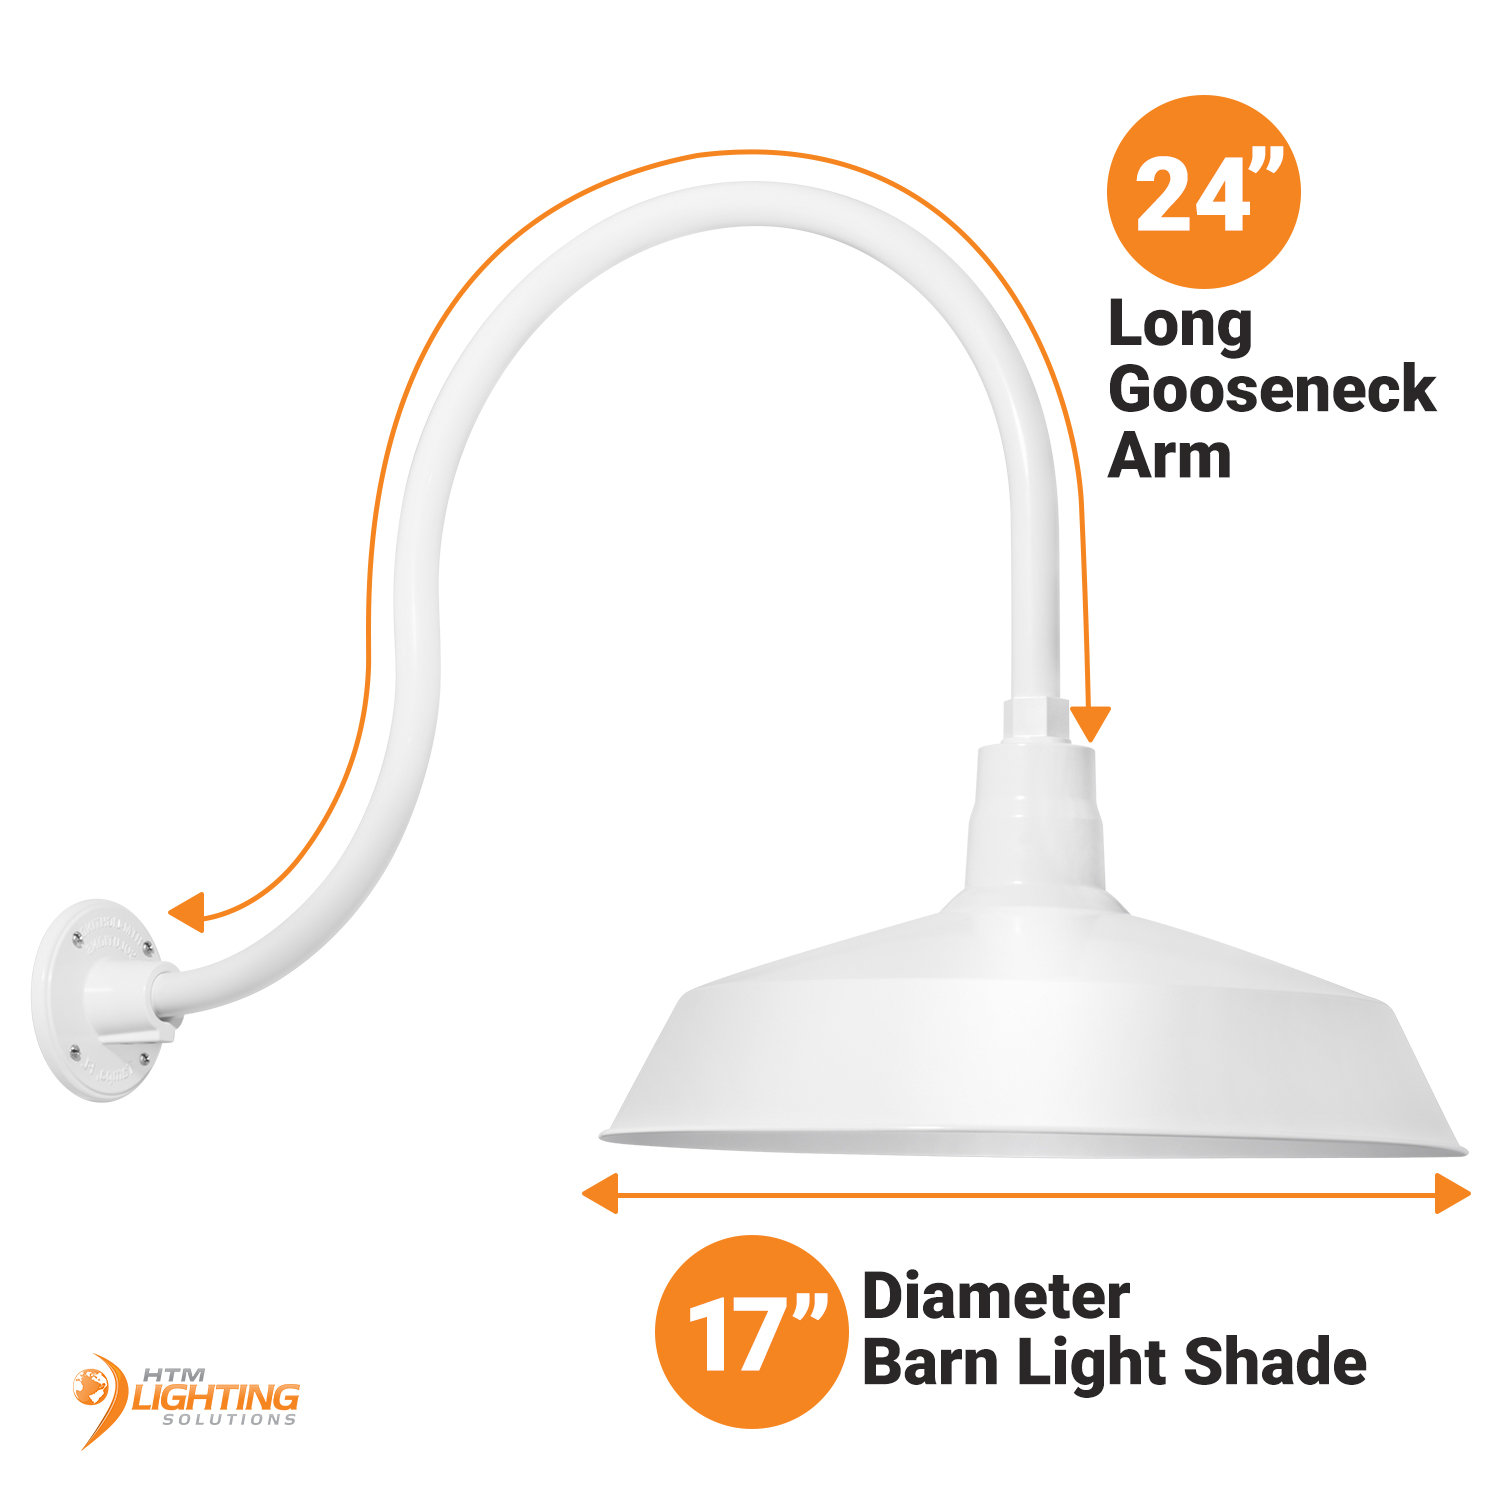 24”
Long
Gooseneck
Arm
17”
Diameter
Barn Light Shade
HTM
LIGHTING
SOLUTIONS